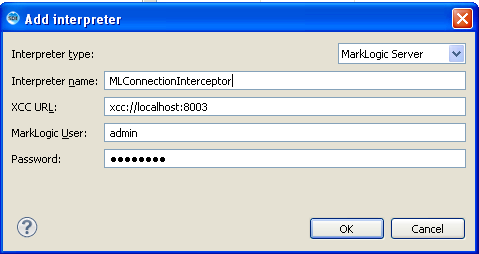 Add interpreter
Interpreter type: MarkLogic Server
Interpreter name: MLConnectionInterceptor
XCC URL: xcc://localhost:8003
MarkLogic User: admin
Password: ●●●●●●●●
? OK Cancel